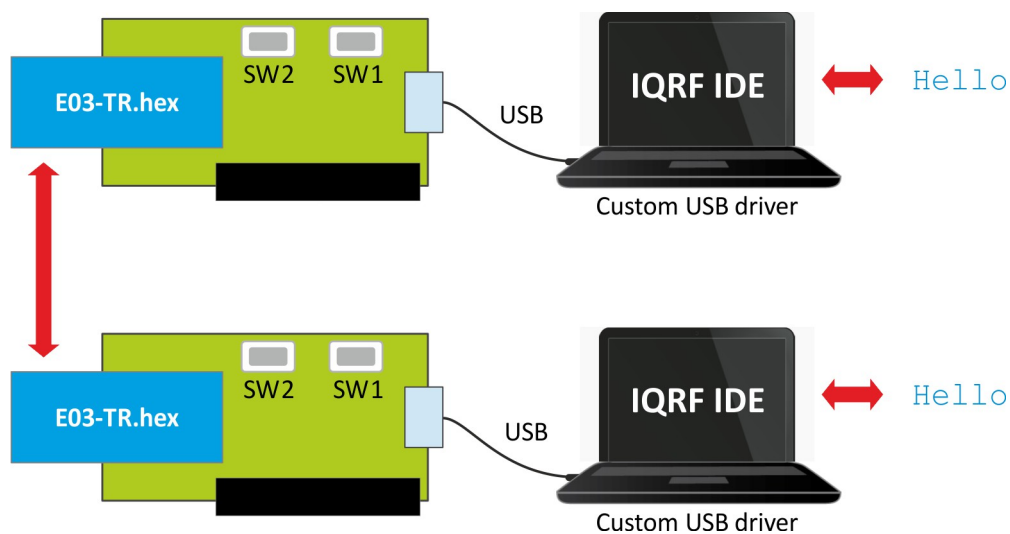 SW2 SW1
E03-TR.hex
USB
IQRF IDE
Hello
Custom USB driver
SW2 SW1
E03-TR.hex
USB
IQRF IDE
Hello
Custom USB driver